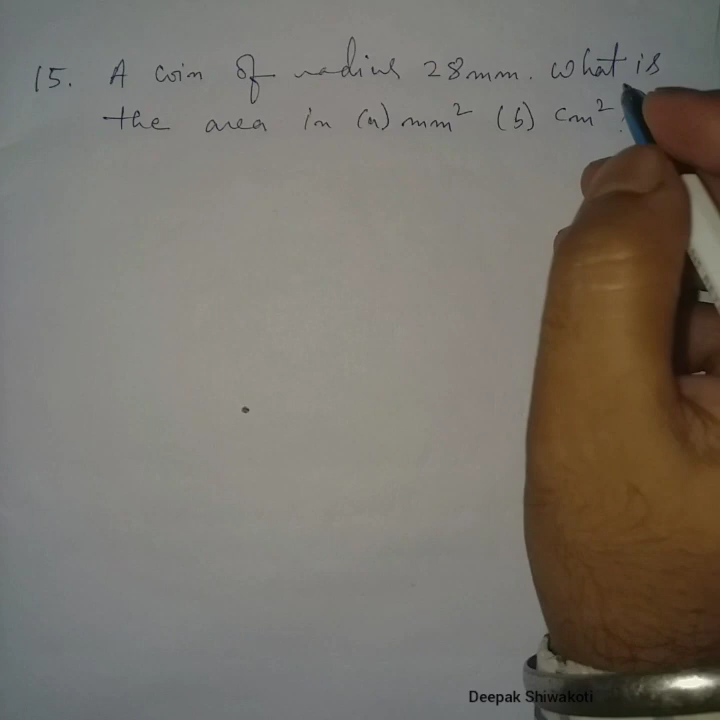 15. A coin of radius 28mm. What is
the area in (a) mm² (b) cm²?
Deepak Shiwakoti